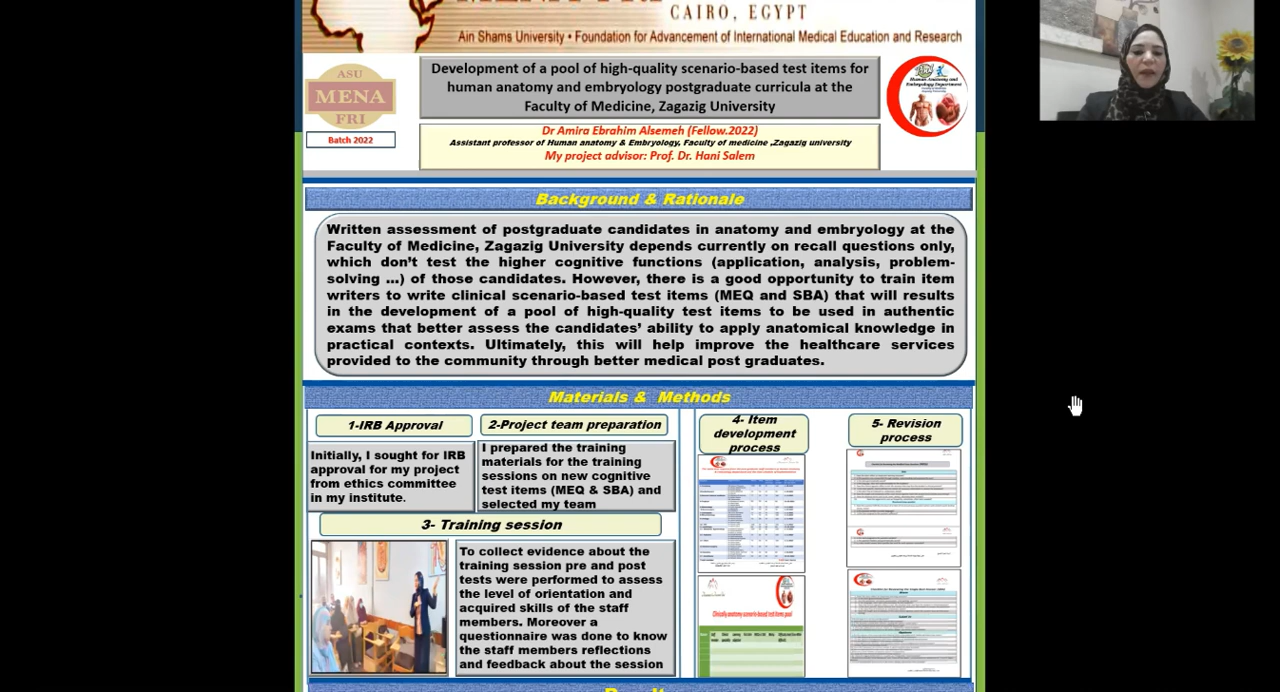 CAIRO, EGYPT
Ain Shams University • Foundation for Advancement of International Medical Education and Research
ASU
MENA
FRI
Batch 2022
Development of a pool of high-quality scenario-based test items for
human anatomy and embryology postgraduate curricula at the
Faculty of Medicine, Zagazig University
Human Anatomy and
Embryology Department
Dr Amira Ebrahim Alsemeh (Fellow.2022)
Assistant professor of Human anatomy & Embryology, Faculty of medicine ,Zagazig university
My project advisor: Prof. Dr. Hani Salem
Background & Rationale
Written assessment of postgraduate candidates in anatomy and embryology at the
Faculty of Medicine, Zagazig University depends currently on recall questions only,
which don't test the higher cognitive functions (application, analysis, problem-
solving ...) of those candidates. However, there is a good opportunity to train item
writers to write clinical scenario-based test items (MEQ and SBA) that will results
in the development of a pool of high-quality test items to be used in authentic
exams that better assess the candidates' ability to apply anatomical knowledge in
practical contexts. Ultimately, this will help improve the healthcare services
provided to the community through better medical post graduates.
Materials & Methods
1-IRB Approval
Initially, I sought for IRB
approval for my project
from ethics committee
in my institute.
2-Project team preparation
I prepared the training
materials for the training
sessions on new cognitive
test items (MEQ & SBA) and
selected my team
3- Training session
To collect evidence about the
training session pre and post
tests were performed to assess
the level of orientation and
acquired skills of the staff
members. Moreover a
questionaire was done to know
the staff members reflections
and feedback about the session
4- Item
development
process
Clinically anatomy scenario based test items pool
5- Revision
process